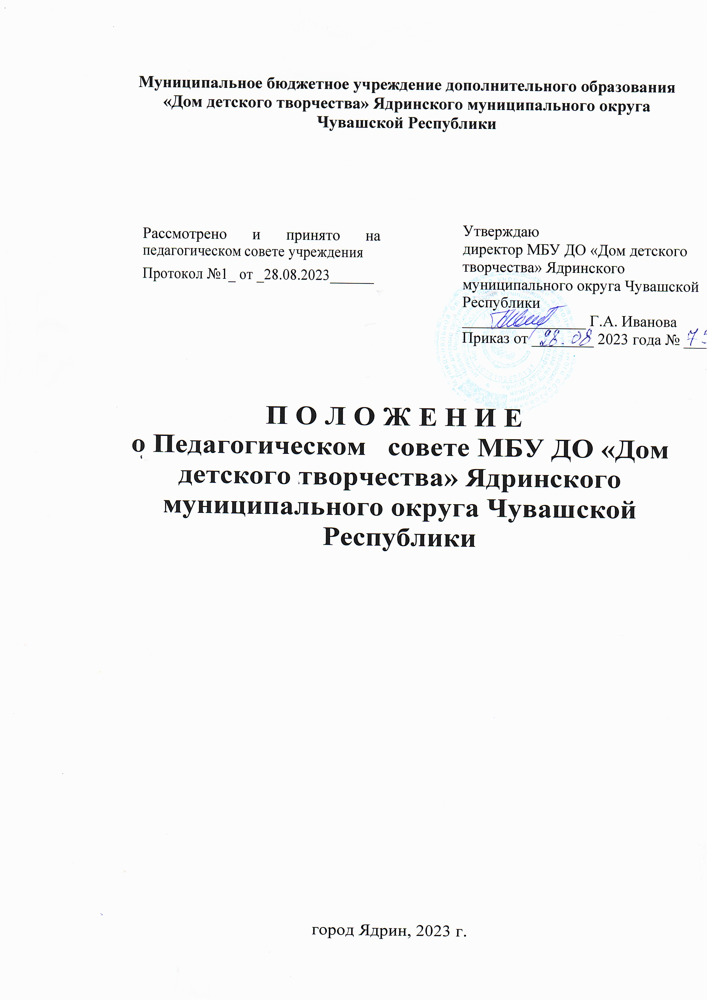 Муниципальное бюджетное учреждение дополнительного образования
«Дом детского творчества» Ядринского муниципального округа
Чувашской Республики
Рассмотрено и принято на
педагогическом совете учреждения
Протокол №1_ от _28.08.2023______
Утверждаю
директор МБУ ДО «Дом детского
творчества» Ядринского
муниципального округа Чувашской
Республики
________________ Г.А. Иванова
Приказ от 28.08 2023 года №
П О Л О Ж Е Н И Е
о Педагогическом совете МБУ ДО «Дом
детского творчества» Ядринского
муниципального округа Чувашской
Республики
город Ядрин, 2023 г.